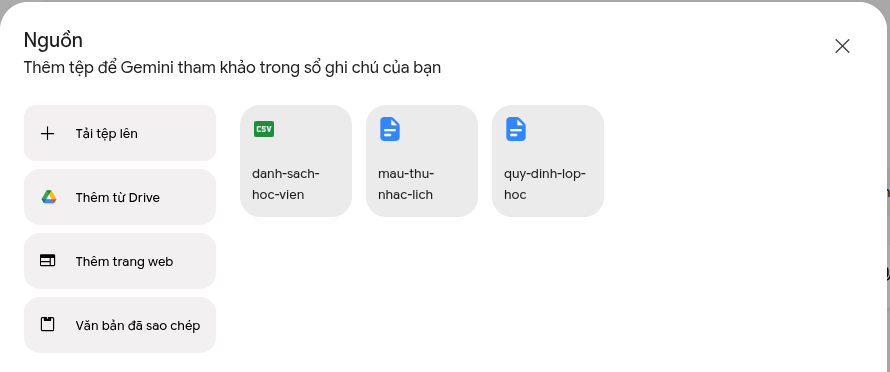 Nguồn
Thêm tệp để Gemini tham khảo trong sổ ghi chú của bạn
Tải tệp lên
Thêm từ Drive
Thêm trang web
Văn bản đã sao chép
CSV
danh-sach-
hoc-vien
mau-thu-
nhac-lich
quy-dinh-lop-
hoc